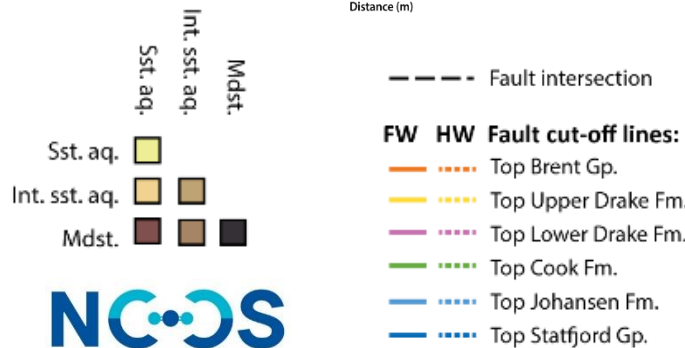 Distance (m)
Sst. aq.
Int. sst. aq.
Mdst.
Sst. aq.
Int. sst. aq.
Mdst.
NCCS
Fault intersection
FW HW Fault cut-off lines:
Top Brent Gp.
Top Upper Drake Fm.
Top Lower Drake Fm.
Top Cook Fm.
Top Johansen Fm.
Top Statfjord Gp.